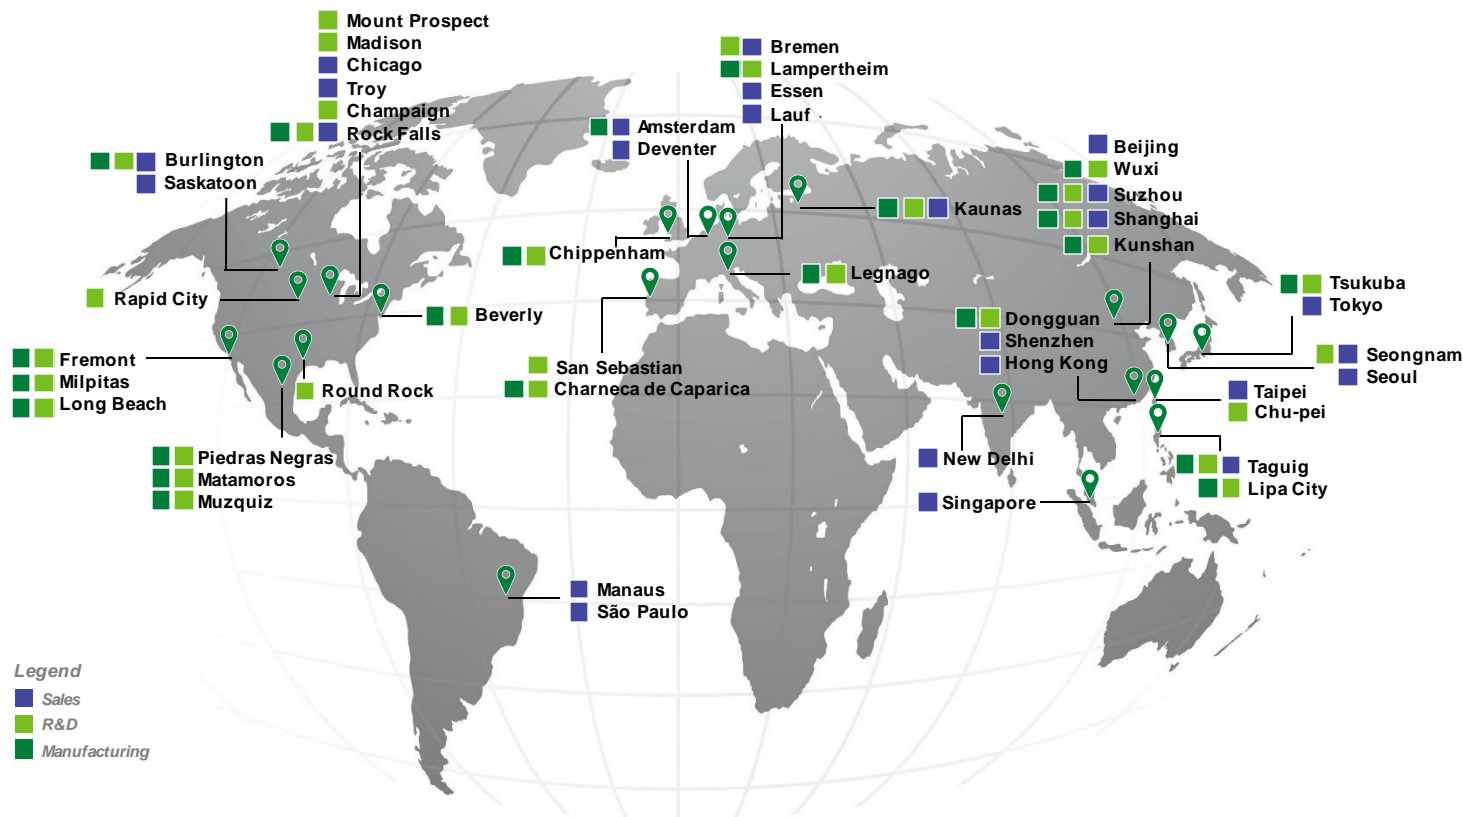 Mount Prospect
Madison
Chicago
Troy
Champaign
Rock Falls
Burlington
Saskatoon
Rapid City
Beverly
Fremont
Milpitas
Long Beach
Round Rock
Piedras Negras
Matamoros
Muzquiz
Manaus
São Paulo
Bremen
Lampertheim
Essen
Lauf
Amsterdam
Deventer
Chippenham
Kaunas
Legnago
San Sebastian
Charneca de Caparica
Beijing
Wuxi
Suzhou
Shanghai
Kunshan
Tsukuba
Tokyo
Dongguan
Shenzhen
Hong Kong
Seongnam
Seoul
Taipei
Chu-pei
New Delhi
Singapore
Taguig
Lipa City
Legend
Sales
R&D
Manufacturing